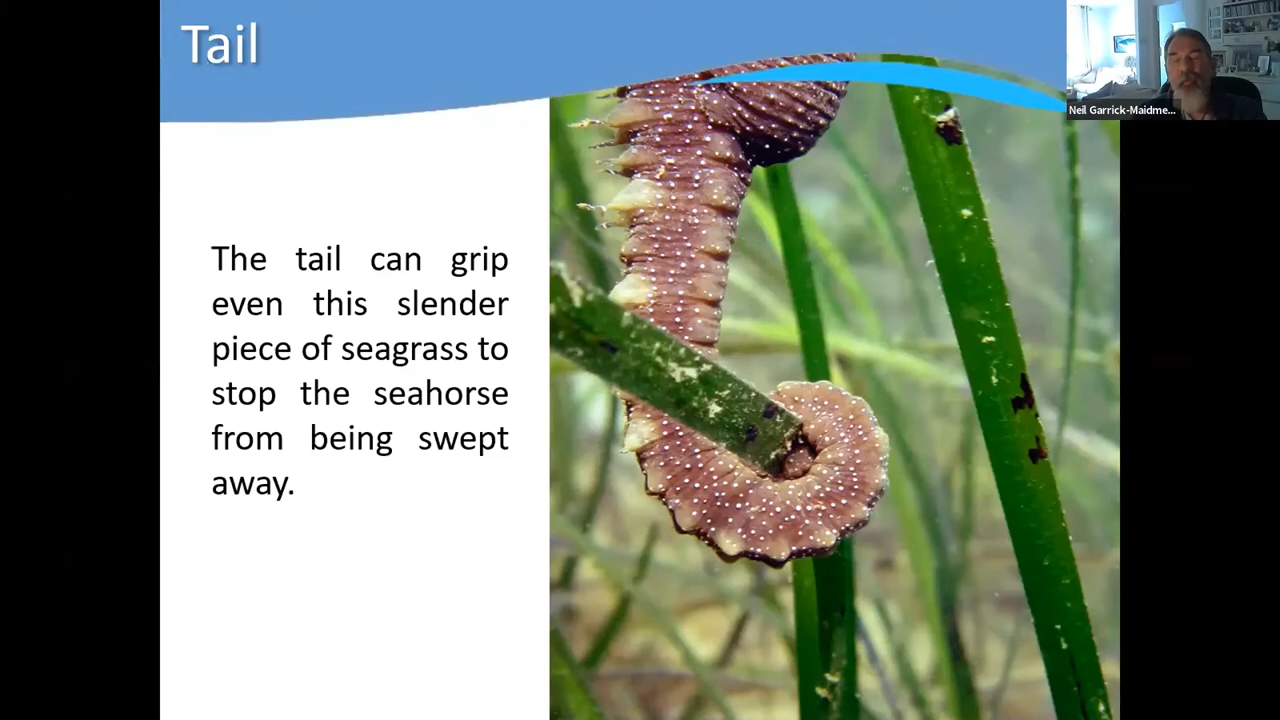 Tail
Neil Garrick-Maidme...
The tail can grip
even this slender
piece of seagrass to
stop the seahorse
from being swept
away.